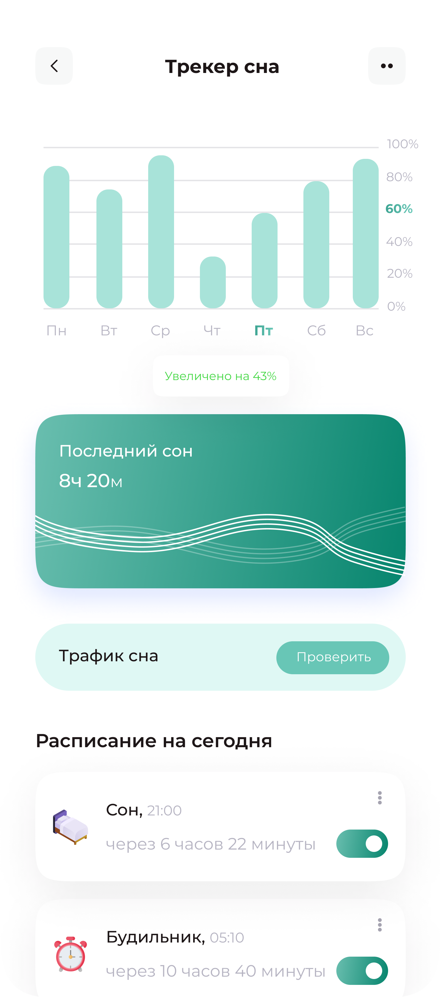 Трекер сна
100%
80%
60%
40%
20%
0%
Пн Вт Ср Чт Пт Сб Вс
Увеличено на 43%
Последний сон
8ч 20м
Трафик сна
Проверить
Расписание на сегодня
Сон, 21:00
через 6 часов 22 минуты
Будильник, 05:10
через 10 часов 40 минуты